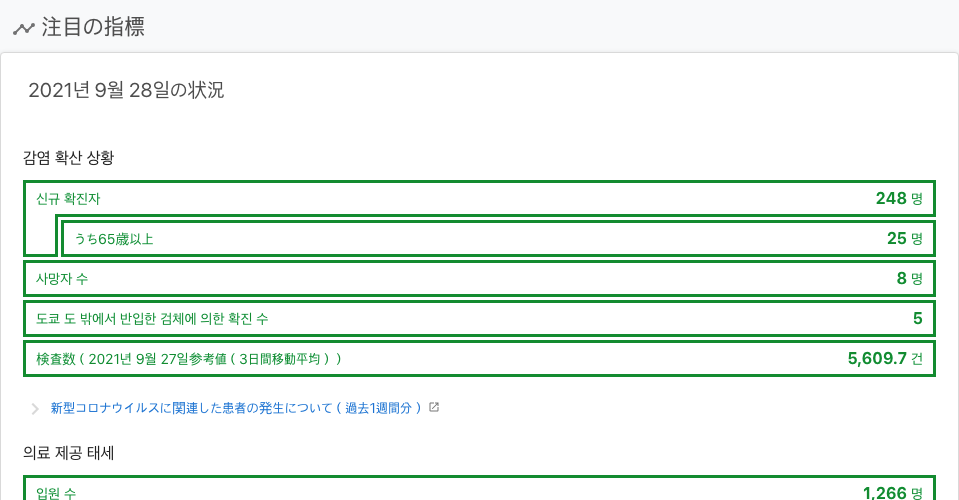 注目の指標
2021년 9월 28일の状況
감염 확산 상황
신규 확진자 248 명
うち65歳以上 25 명
사망자 수 8 명
도쿄 도 밖에서 반입한 검체에 의한 확진 수 5
検査数 ( 2021년 9월 27일参考値 ( 3日間移動平均 ) ) 5,609.7 건
新型コロナウイルスに関連した患者の発生について ( 過去1週間分 )
의료 제공 태세
입원 수 1,266 명